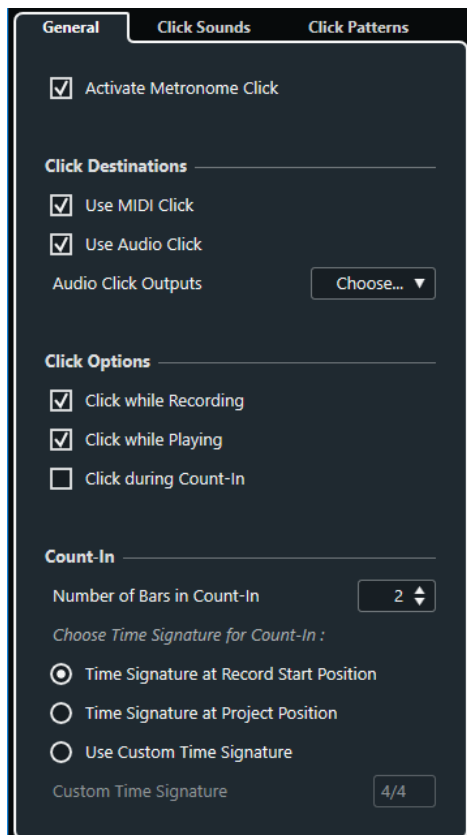 General Click Sounds Click Patterns
Activate Metronome Click
Click Destinations
Use MIDI Click
Use Audio Click
Audio Click Outputs Choose...
Click Options
Click while Recording
Click while Playing
Click during Count-In
Count-In
Number of Bars in Count-In 2
Choose Time Signature for Count-In :
Time Signature at Record Start Position
Time Signature at Project Position
Use Custom Time Signature
Custom Time Signature 4/4